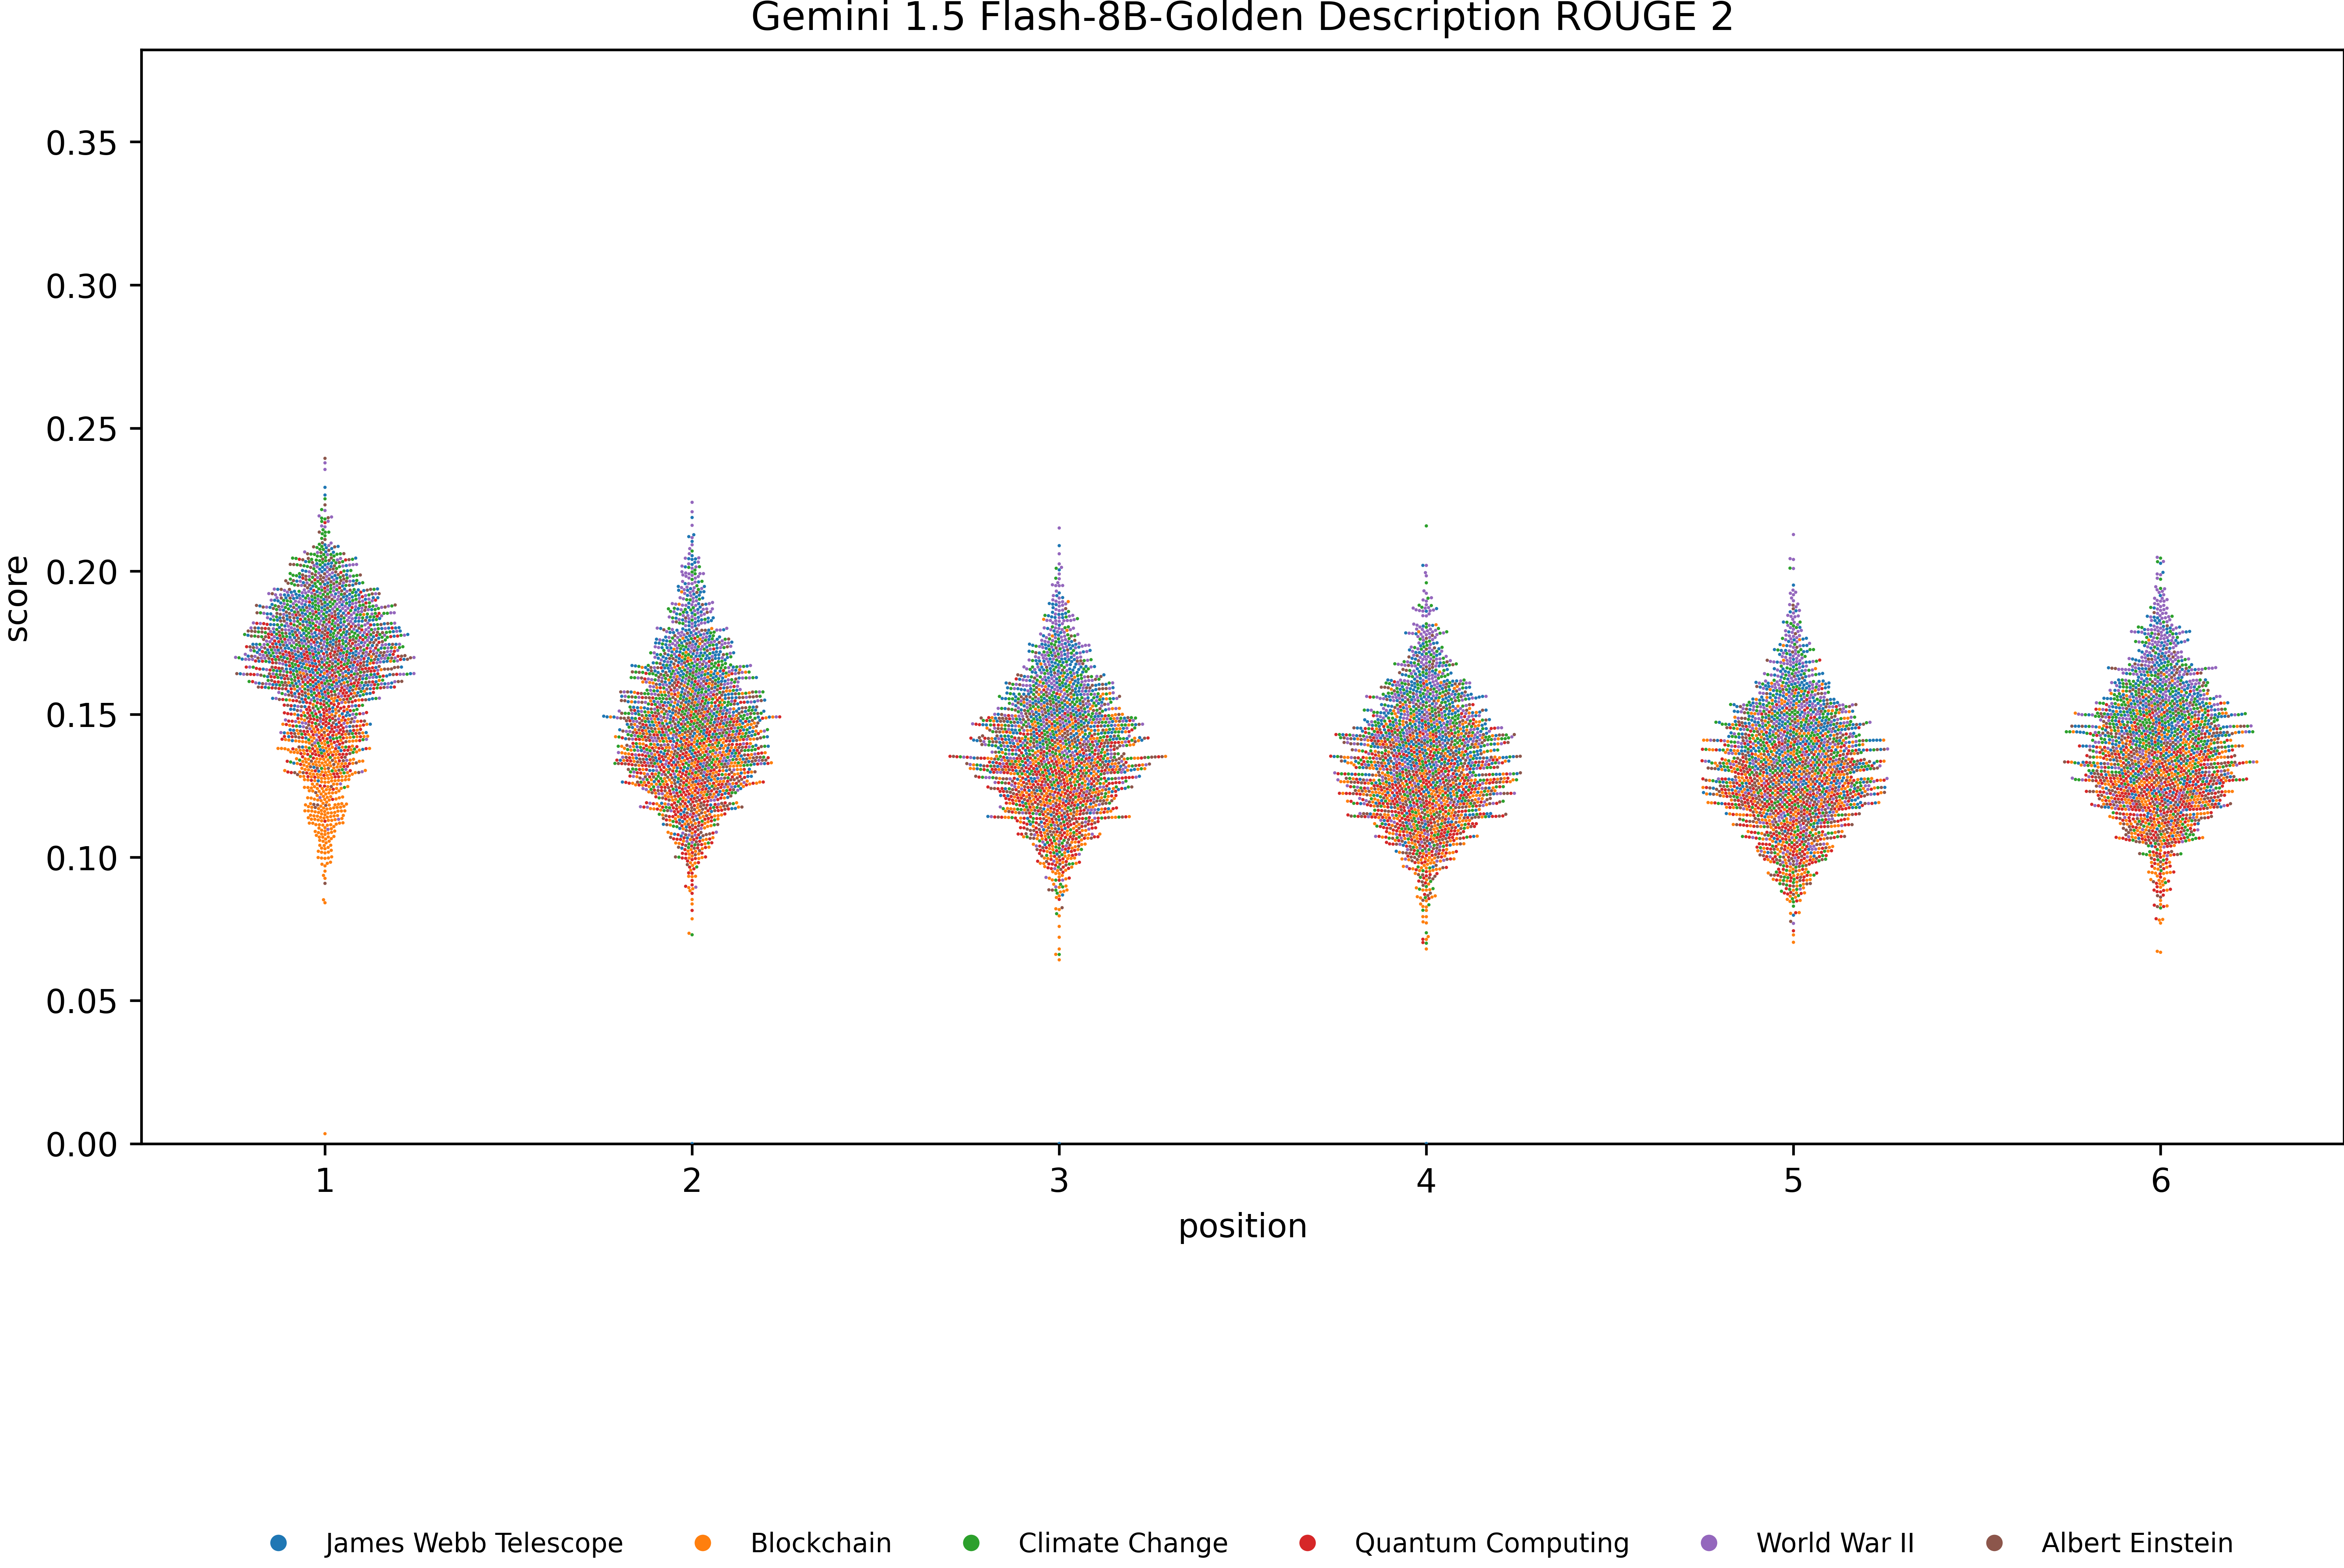 Gemini 1.5 Flash-8B-Golden Description ROUGE 2
score
0.35
0.30
0.25
0.20
0.15
0.10
0.05
0.00
1 2 3 4 5 6
position
James Webb Telescope Blockchain Climate Change Quantum Computing World War II Albert Einstein